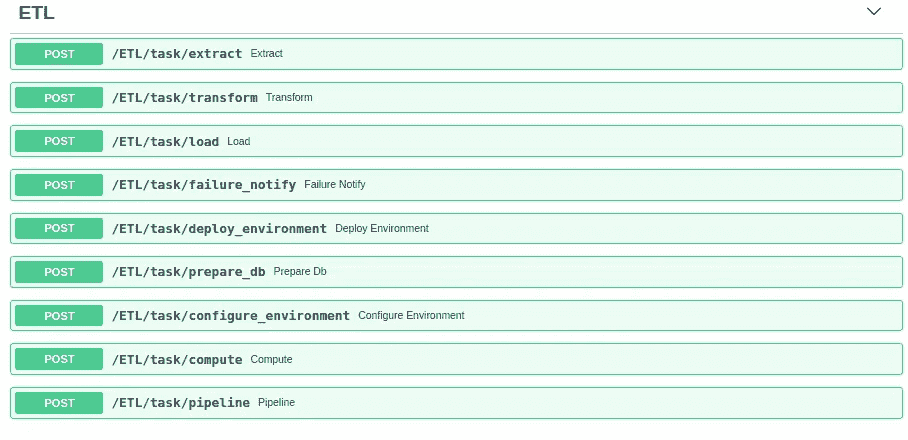 ETL
POST /ETL/task/extract Extract
POST /ETL/task/transform Transform
POST /ETL/task/load Load
POST /ETL/task/failure_notify Failure Notify
POST /ETL/task/deploy_environment Deploy Environment
POST /ETL/task/prepare_db Prepare Db
POST /ETL/task/configure_environment Configure Environment
POST /ETL/task/compute Compute
POST /ETL/task/pipeline Pipeline